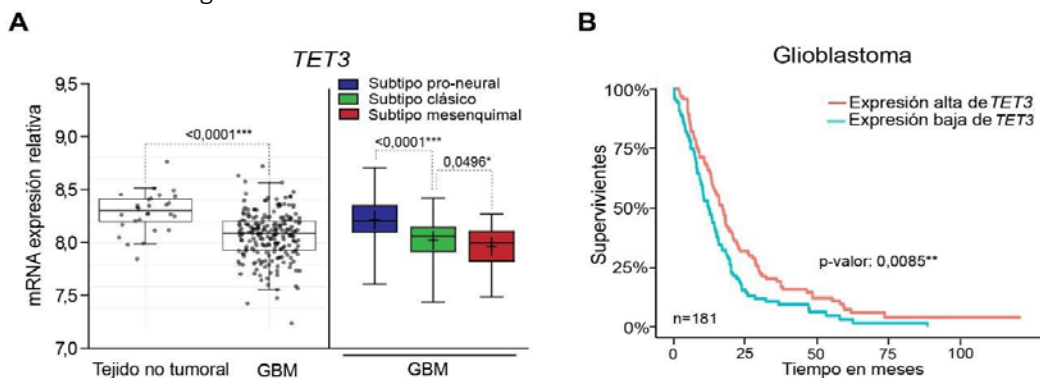 A
TET3
mRNA expresión relativa
9,5
9,0
8,5
8,0
7,5
7,0
<0,0001***
Tejido no tumoral
GBM
Subtipo pro-neural
Subtipo clásico
Subtipo mesenquimal
<0,0001***
0,0496*
GBM
B
Glioblastoma
Supervivientes
100%
75%
50%
25%
0%
Expresión alta de TET3
Expresión baja de TET3
p-valor: 0,0085**
n=181
0
25
50
75
100
Tiempo en meses